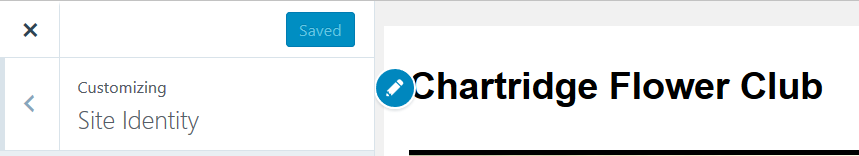 Saved
Customizing
Site Identity
Chartridge Flower Club